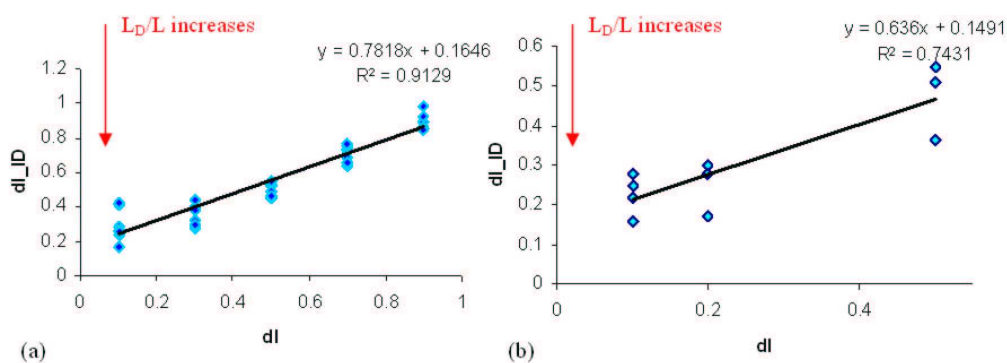 L_D/L increases
y = 0.7818x + 0.1646
R² = 0.9129
1.2
1
0.8
0.6
0.4
0.2
0
dI_ID
0
0.2
0.4
0.6
0.8
1
dI
(a)
L_D/L increases
y = 0.636x + 0.1491
R² = 0.7431
0.6
0.5
0.4
0.3
0.2
0.1
0
dI_ID
0
0.2
0.4
dI
(b)